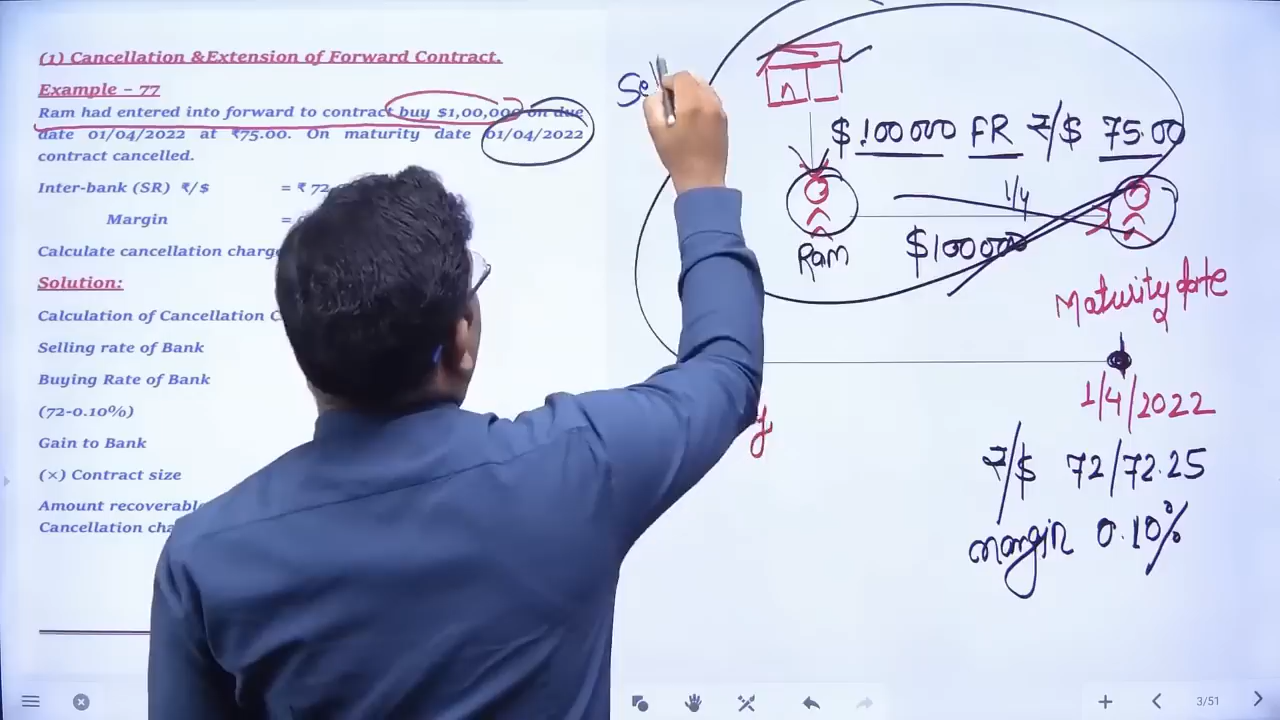 (1) Cancellation &Extension of Forward Contract.
Example – 77
Ram had entered into forward to contract buy $1,00,000 on due
date 01/04/2022 at ₹75.00. On maturity date 01/04/2022
contract cancelled.
Inter-bank (SR) ₹/$ = ₹ 72
Margin =
Calculate cancellation charg
Solution:
Calculation of Cancellation C
Selling rate of Bank
Buying Rate of Bank
(72-0.10%)
Gain to Bank
(×) Contract size
Amount recoverabl
Cancellation cha
Sel
$100000 FR ₹/$ 75.00
1/4
$100000
Ram
Maturity date
1/4/2022
₹/$ 72/72.25
margin 0.10%
3/51